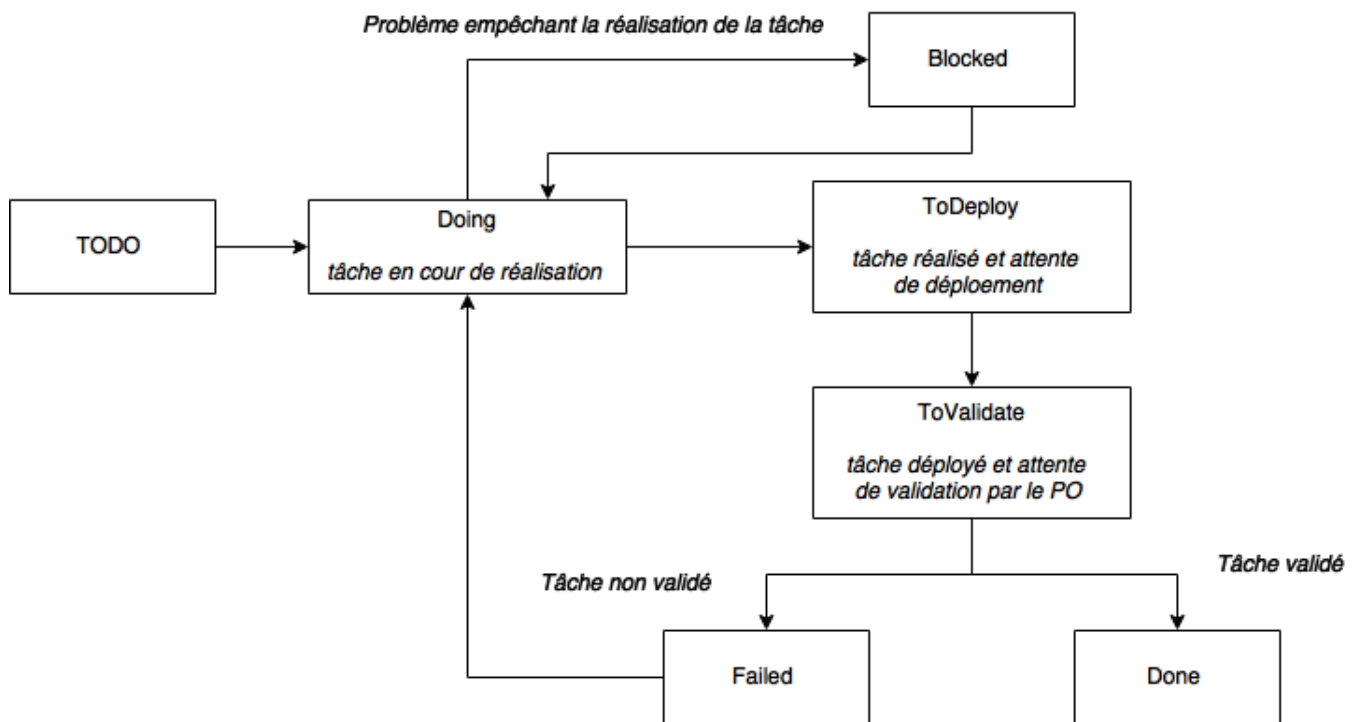 Problème empêchant la réalisation de la tâche
Blocked
TODO
Doing
tâche en cour de réalisation
ToDeploy
tâche réalisé et attente
de déploement
ToValidate
tâche déployé et attente
de validation par le PO
Tâche non validé
Tâche validé
Failed
Done